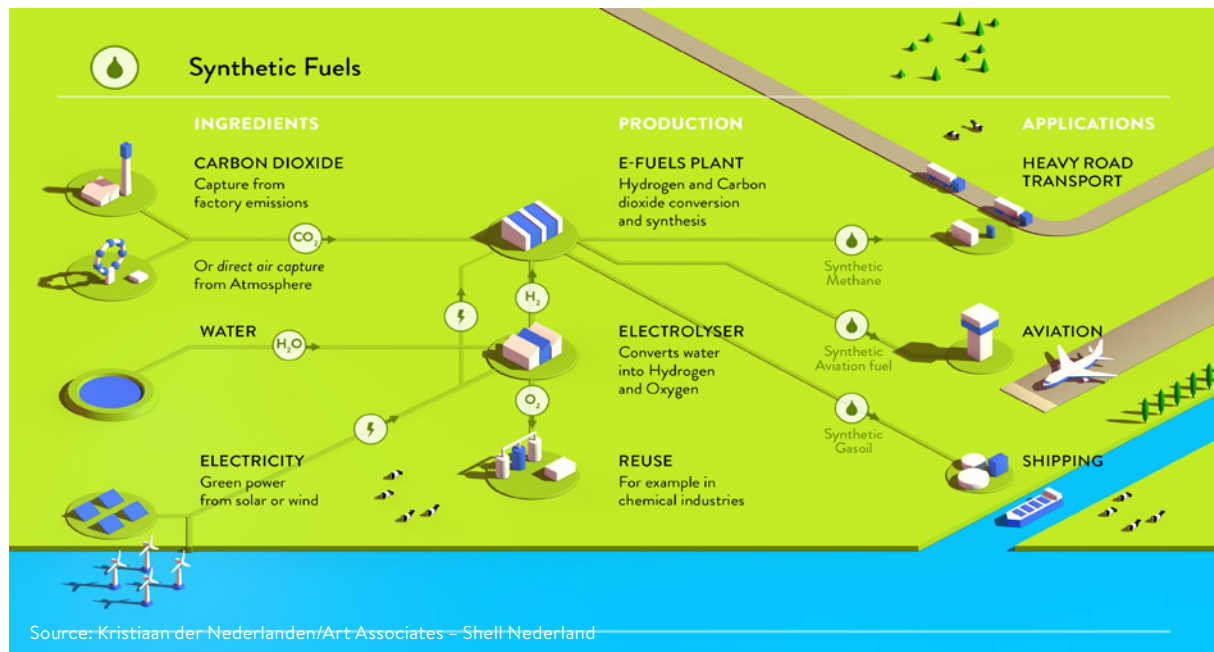 Synthetic Fuels
INGREDIENTS
CARBON DIOXIDE
Capture from
factory emissions
CO₂
Or direct air capture
from Atmosphere
WATER
H₂O
ELECTRICITY
Green power
from solar or wind
H₂
O₂
PRODUCTION
E-FUELS PLANT
Hydrogen and Carbon
dioxide conversion
and synthesis
ELECTROLYSER
Converts water
into Hydrogen
and Oxygen
REUSE
For example in
chemical industries
Synthetic
Methane
Synthetic
Aviation fuel
Synthetic
Gasoil
APPLICATIONS
HEAVY ROAD
TRANSPORT
AVIATION
SHIPPING
Source: Kristiaan der Nederlanden/Art Associates – Shell Nederland